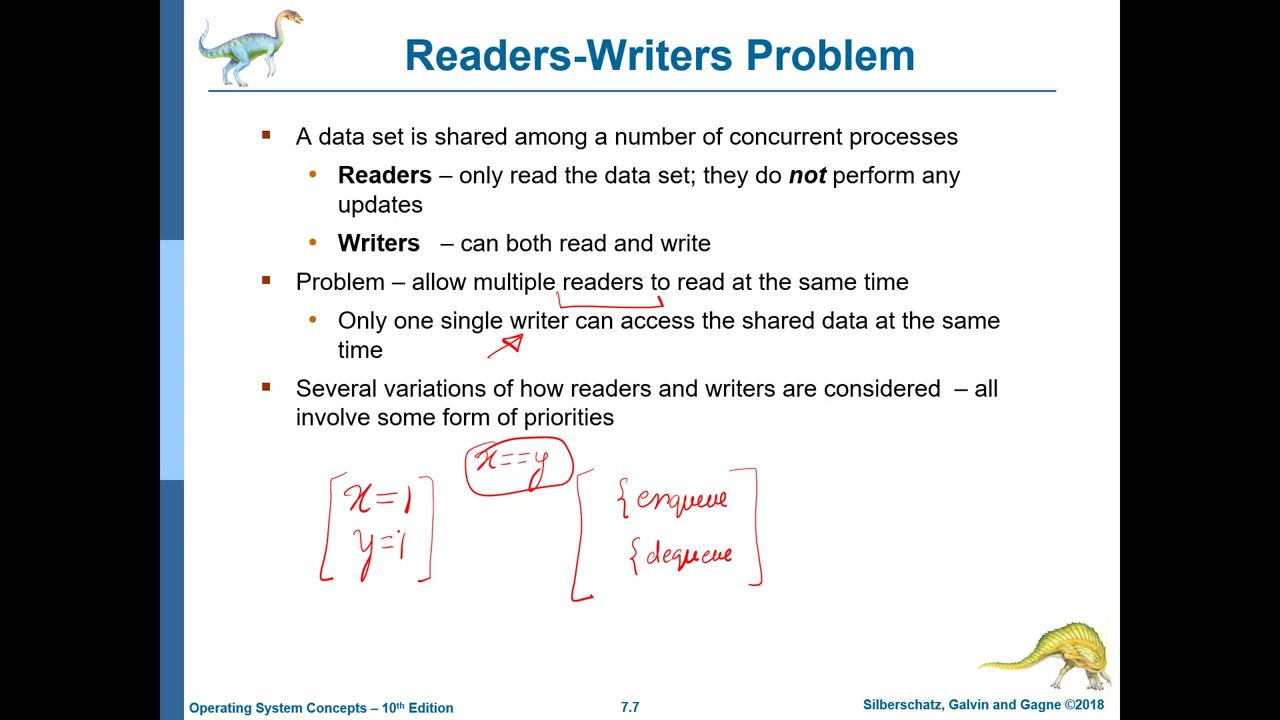 Readers-Writers Problem
▪ A data set is shared among a number of concurrent processes
• Readers – only read the data set; they do not perform any
updates
• Writers – can both read and write
▪ Problem – allow multiple readers to read at the same time
• Only one single writer can access the shared data at the same
time
▪ Several variations of how readers and writers are considered – all
involve some form of priorities
x==y
x=1
y=1
{enqueue
{dequeue
Operating System Concepts – 10th Edition
7.7
Silberschatz, Galvin and Gagne ©2018